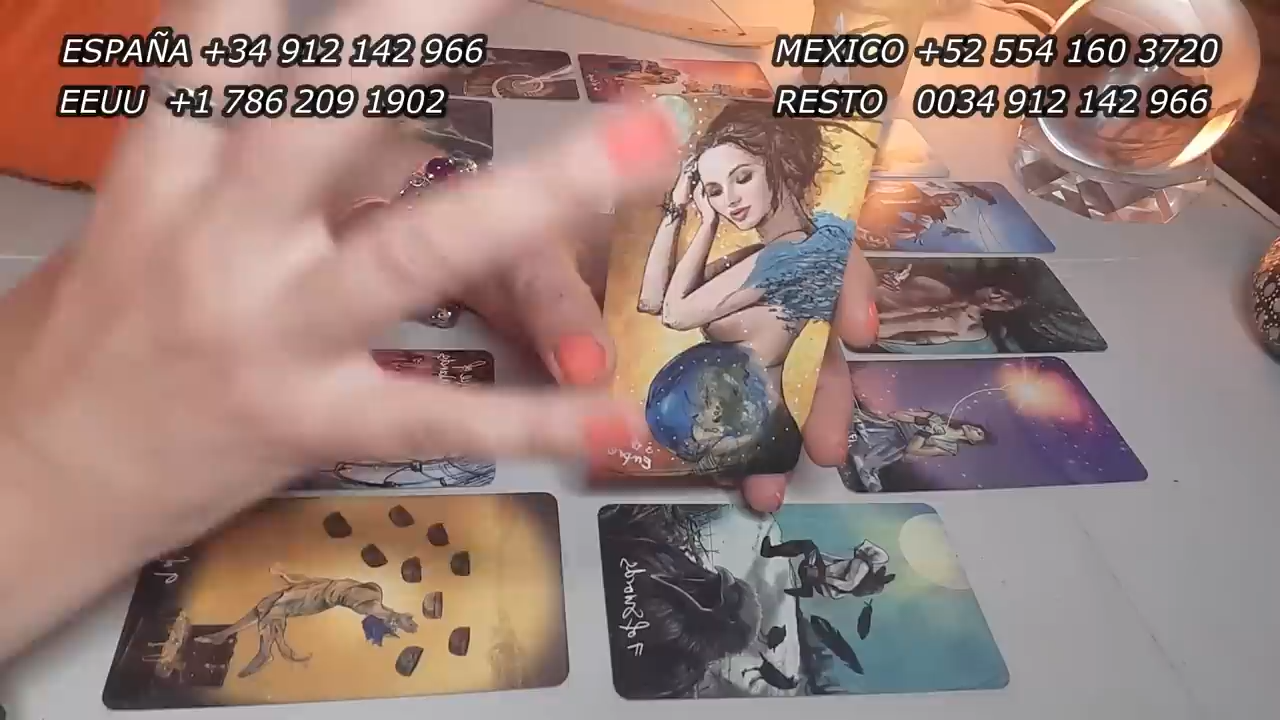 ESPAÑA +34 912 142 966
EEUU +1 786 209 1902
MEXICO +52 554 160 3720
RESTO 0034 912 142 966